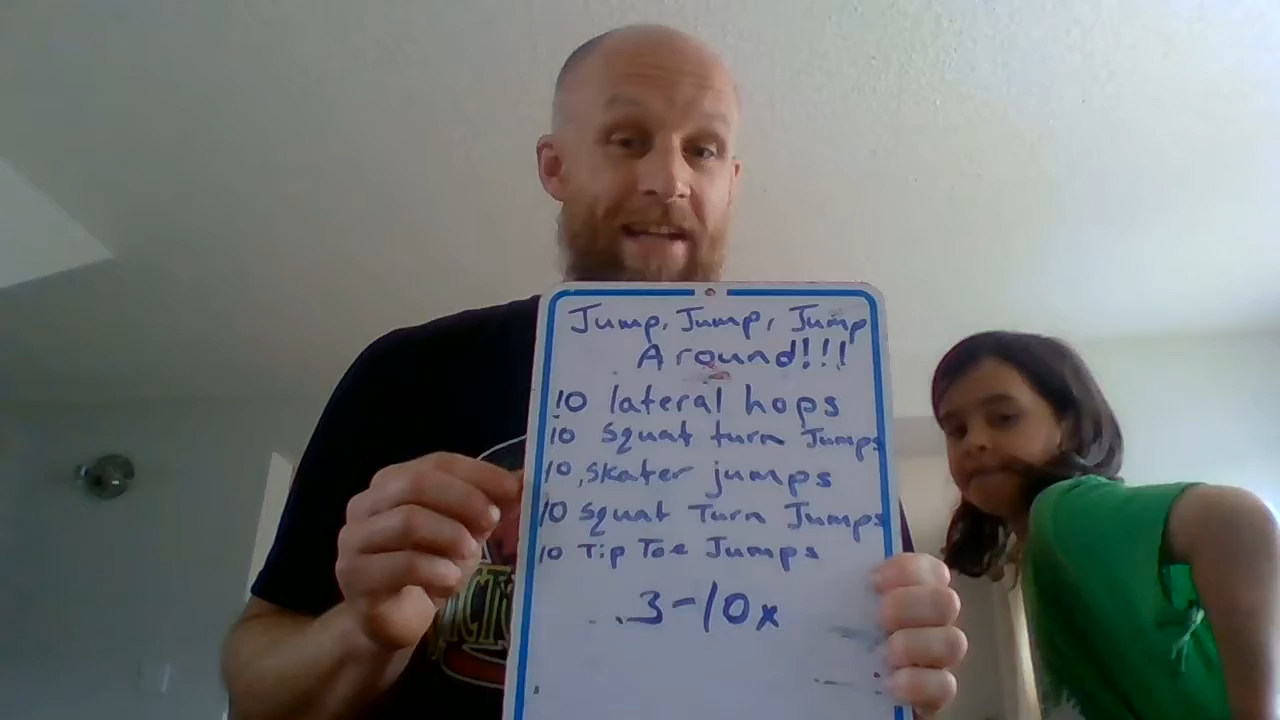 Jump, Jump, Jump
Around!!!
10 lateral hops
10 squat turn Jumps
10 skater jumps
10 Squat Turn Jumps
10 Tip Toe Jumps
3-10x